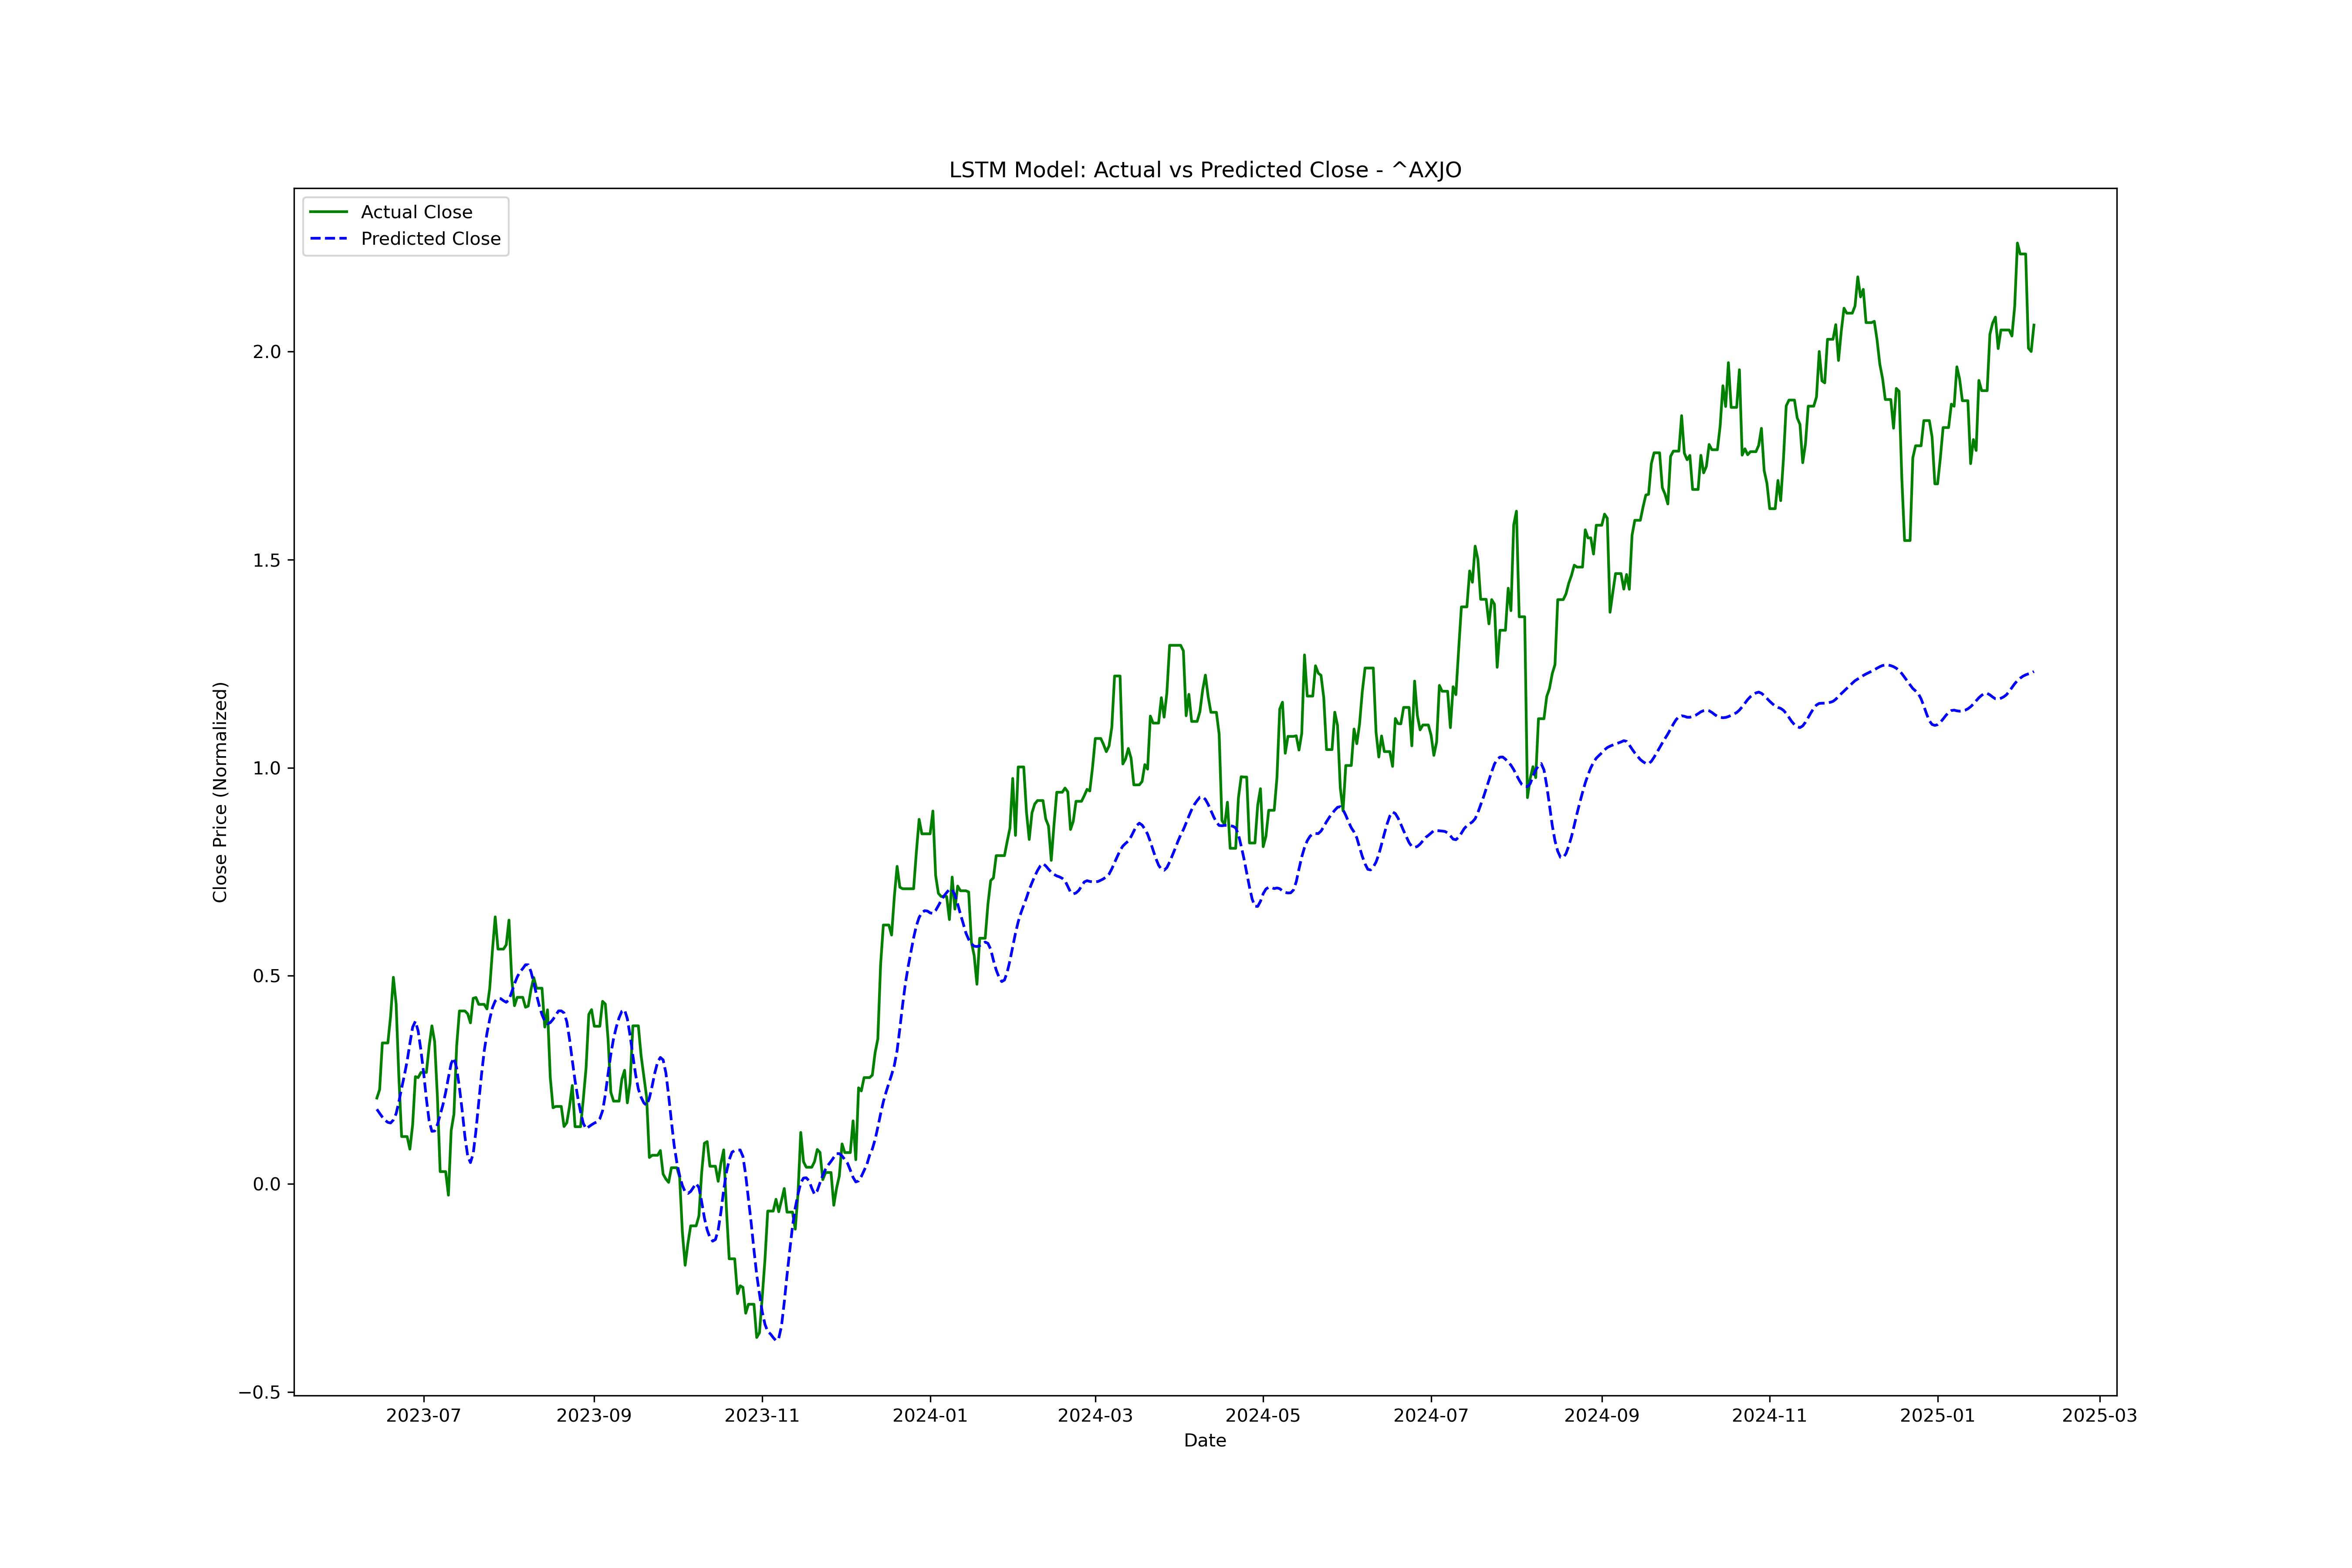 LSTM Model: Actual vs Predicted Close - ^AXJO
Actual Close
Predicted Close
Close Price (Normalized)
2.0
1.5
1.0
0.5
0.0
−0.5
2023-07 2023-09 2023-11 2024-01 2024-03 2024-05 2024-07 2024-09 2024-11 2025-01 2025-03
Date